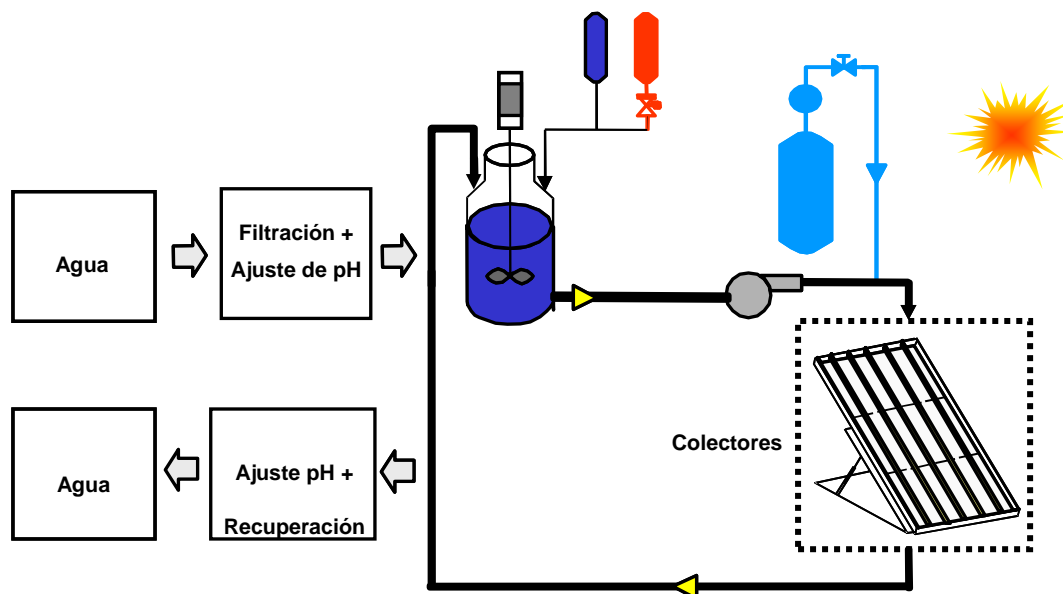 Agua
Filtración +
Ajuste de pH
Agua
Ajuste pH +
Recuperación
Colectores